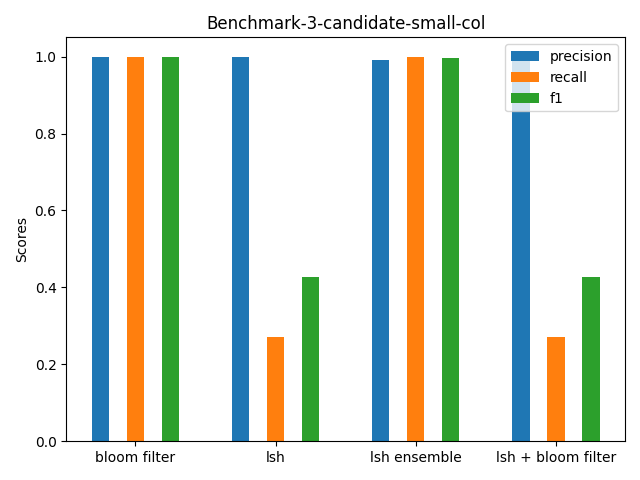 Benchmark-3-candidate-small-col
precision
recall
f1
Scores
1.0
0.8
0.6
0.4
0.2
0.0
bloom filter
lsh
lsh ensemble
lsh + bloom filter